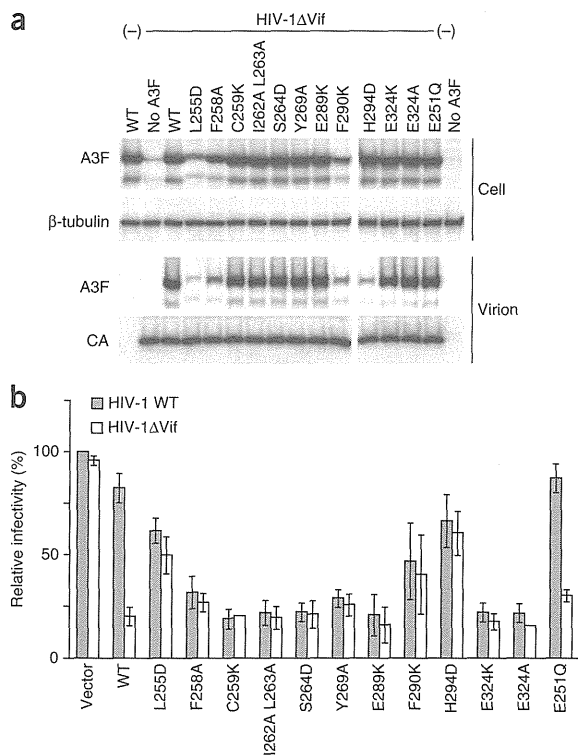 a
HIV-1ΔVif
(–)
(–)
WT
No A3F
WT
L255D
F258A
C259K
I262A L263A
S264D
Y269A
E289K
F290K
H294D
E324K
E324A
E251Q
No A3F
A3F
β-tubulin
Cell
A3F
CA
Virion
b
HIV-1 WT
HIV-1ΔVif
Relative infectivity (%)
100
50
0
Vector
WT
L255D
F258A
C259K
I262A L263A
S264D
Y269A
E289K
F290K
H294D
E324K
E324A
E251Q